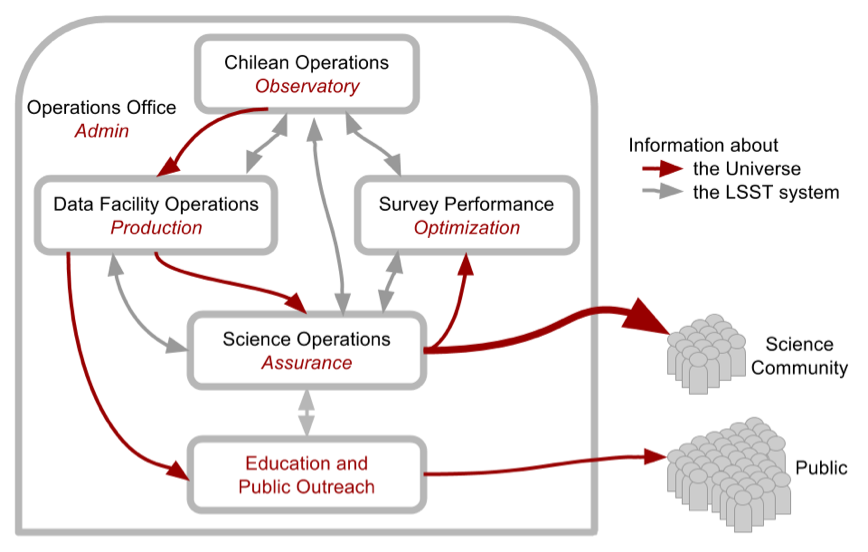 Chilean Operations
Observatory
Operations Office
Admin
Information about
the Universe
the LSST system
Data Facility Operations
Production
Survey Performance
Optimization
Science Operations
Assurance
Science
Community
Education and
Public Outreach
Public